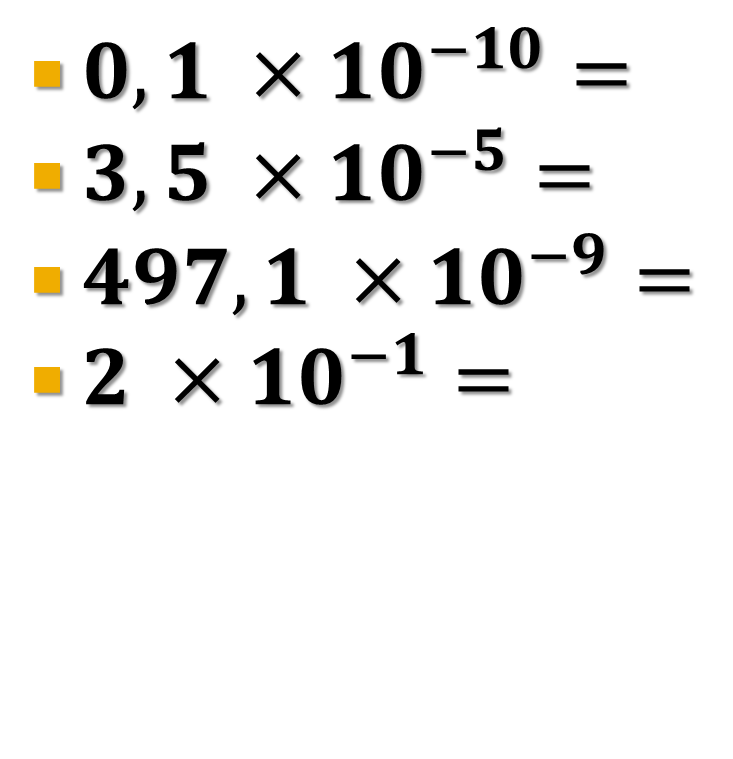 ▪ 0,1 × 10⁻¹⁰ =
▪ 3,5 × 10⁻⁵ =
▪ 497,1 × 10⁻⁹ =
▪ 2 × 10⁻¹ =